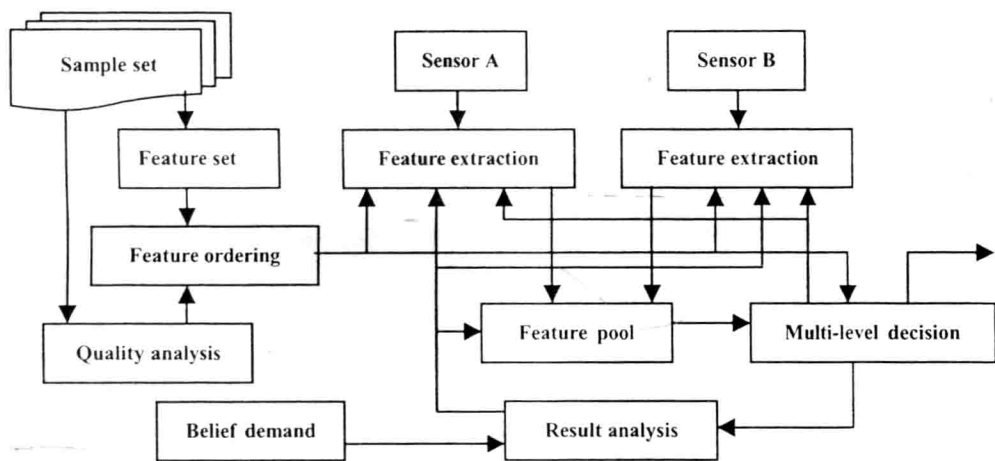 Sample set
Sensor A
Sensor B
Feature set
Feature extraction
Feature extraction
Feature ordering
Feature pool
Multi-level decision
Quality analysis
Belief demand
Result analysis